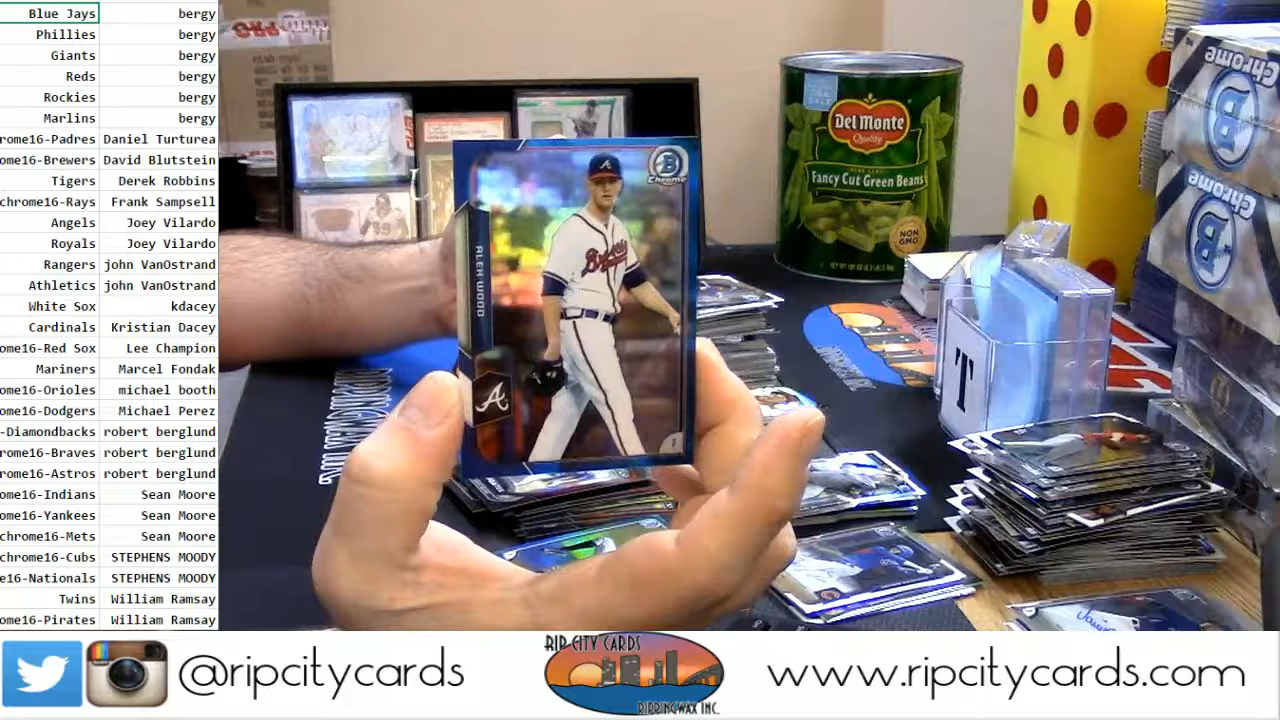 Blue Jays bergy
Phillies bergy
Giants bergy
Reds bergy
Rockies bergy
Marlins bergy
rome16-Padres Daniel Turturea
ome16-Brewers David Blutstein
Tigers Derek Robbins
chrome16-Rays Frank Sampsell
Angels Joey Vilardo
Royals Joey Vilardo
Rangers john VanOstrand
Athletics john VanOstrand
White Sox kdacey
Cardinals Kristian Dacey
ome16-Red Sox Lee Champion
Mariners Marcel Fondak
ome16-Orioles michael booth
ome16-Dodgers Michael Perez
-Diamondbacks robert berglund
rome16-Braves robert berglund
rome16-Astros robert berglund
ome16-Indians Sean Moore
ome16-Yankees Sean Moore
chrome16-Mets Sean Moore
chrome16-Cubs STEPHENS MOODY
e16-Nationals STEPHENS MOODY
Twins William Ramsay
ome16-Pirates William Ramsay
B
Chrome
ALEX WOOD
Braves
A
P
SEA SALT
Del Monte
Quality
Fancy Cut Green Beans
NON GMO
T
Chrome
B
Chrome
B
@ripcitycards
RIP CITY CARDS
RIPPINGWAX INC.
www.ripcitycards.com